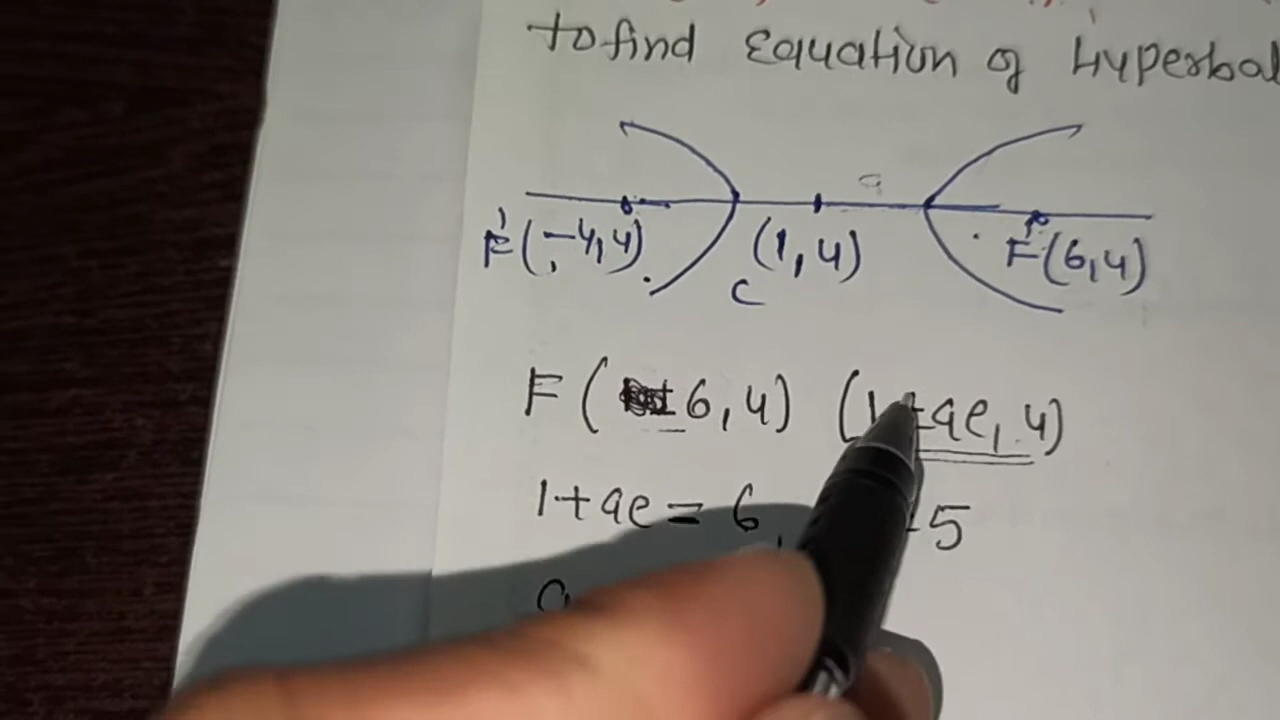 to find Equation of Hyperbol
a
F'(-4,4) (1,4) F(6,4)
C
F( 6,4) (1+ae, 4)
1+ae = 6, 5
a